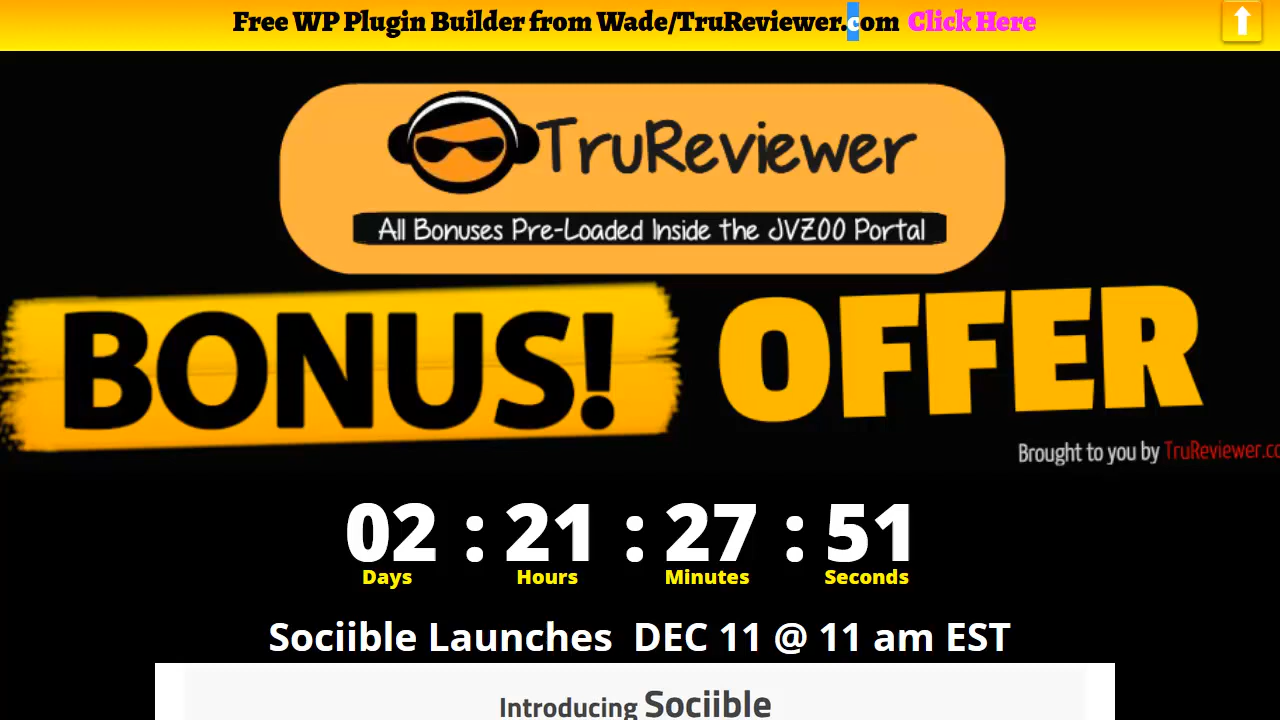 Free WP Plugin Builder from Wade/TruReviewer.com Click Here
TruReviewer
All Bonuses Pre-Loaded Inside the JVZOO Portal
BONUS! OFFER
Brought to you by TruReviewer.co
02 : 21 : 27 : 51
Days Hours Minutes Seconds
Sociible Launches DEC 11 @ 11 am EST
Introducing Sociible